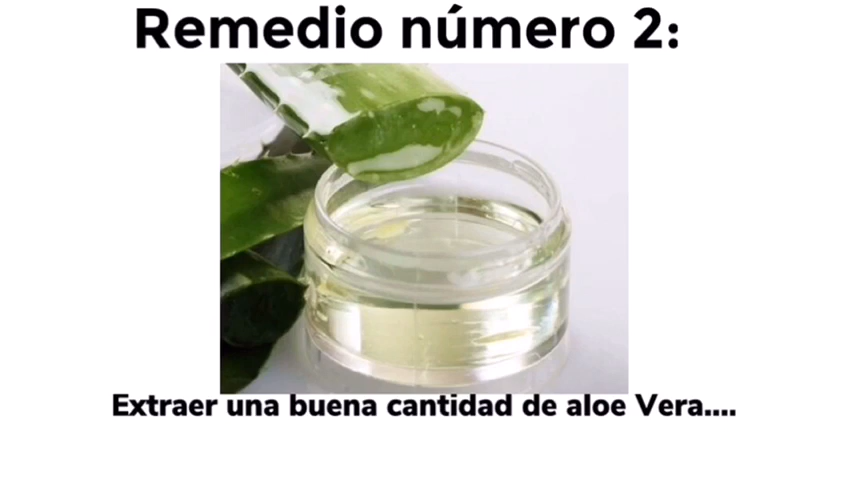 Remedio número 2:
Extraer una buena cantidad de aloe Vera....